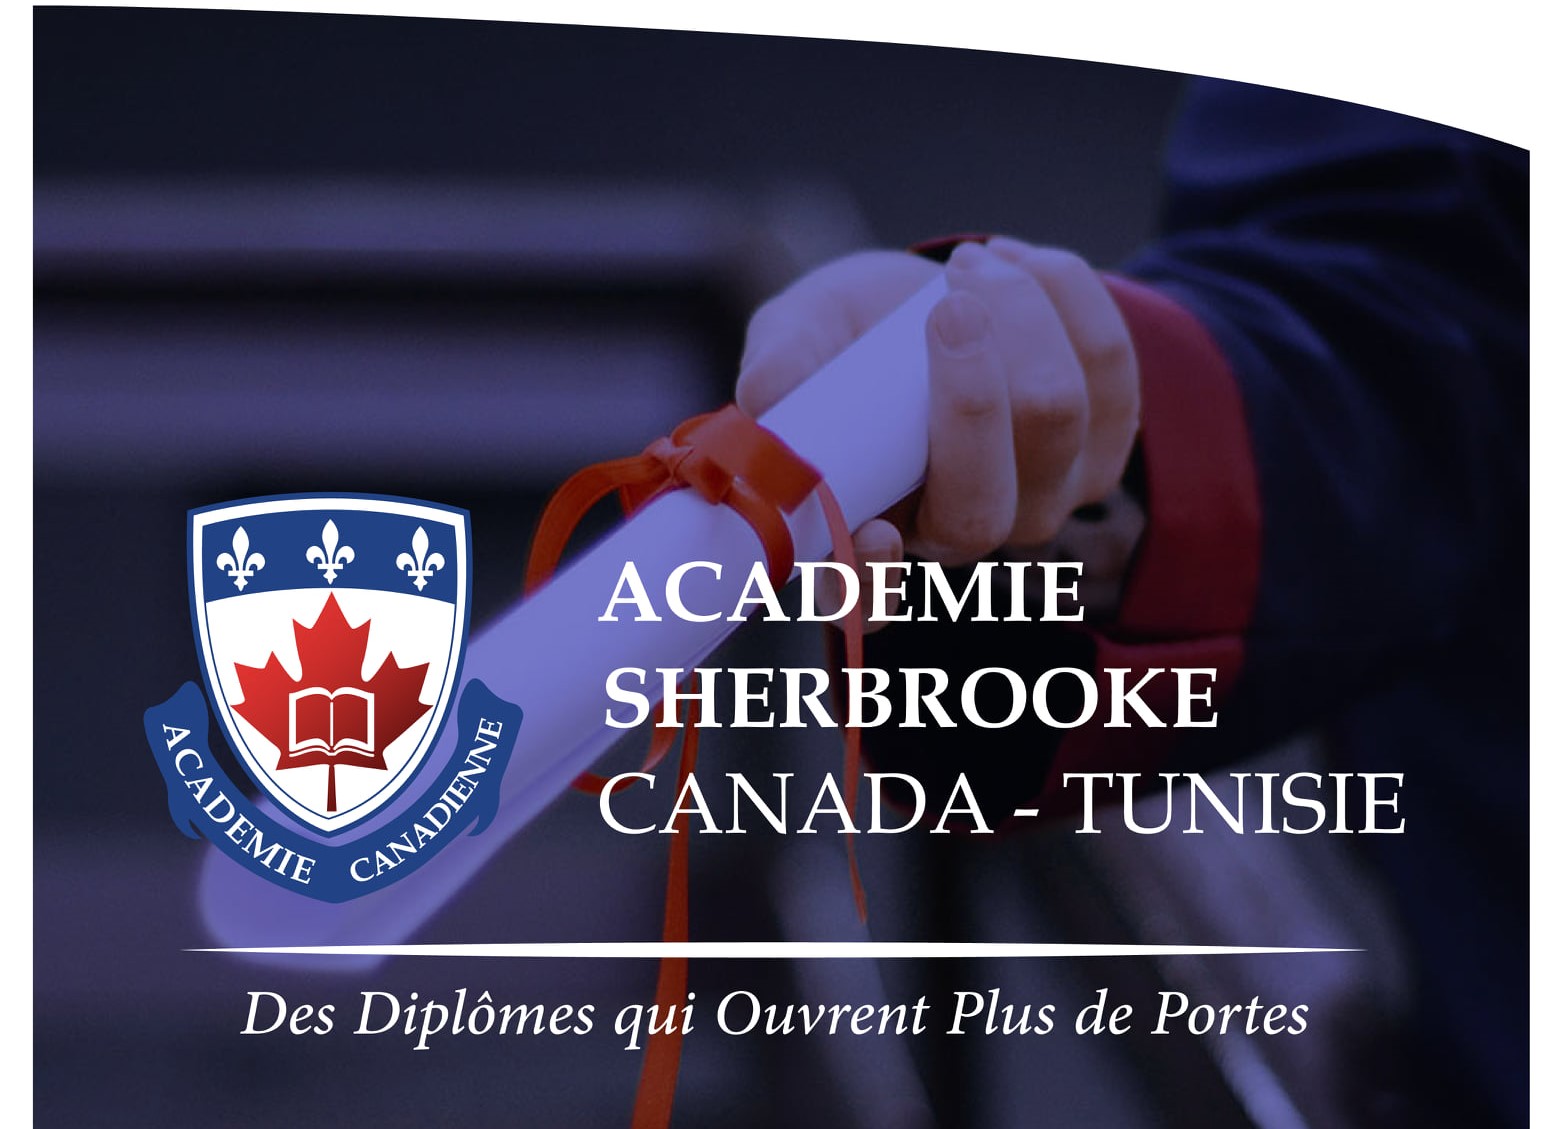 ACADEMIE
SHERBROOKE
CANADA - TUNISIE
ACADEMIE CANADIENNE
Des Diplômes qui Ouvrent Plus de Portes